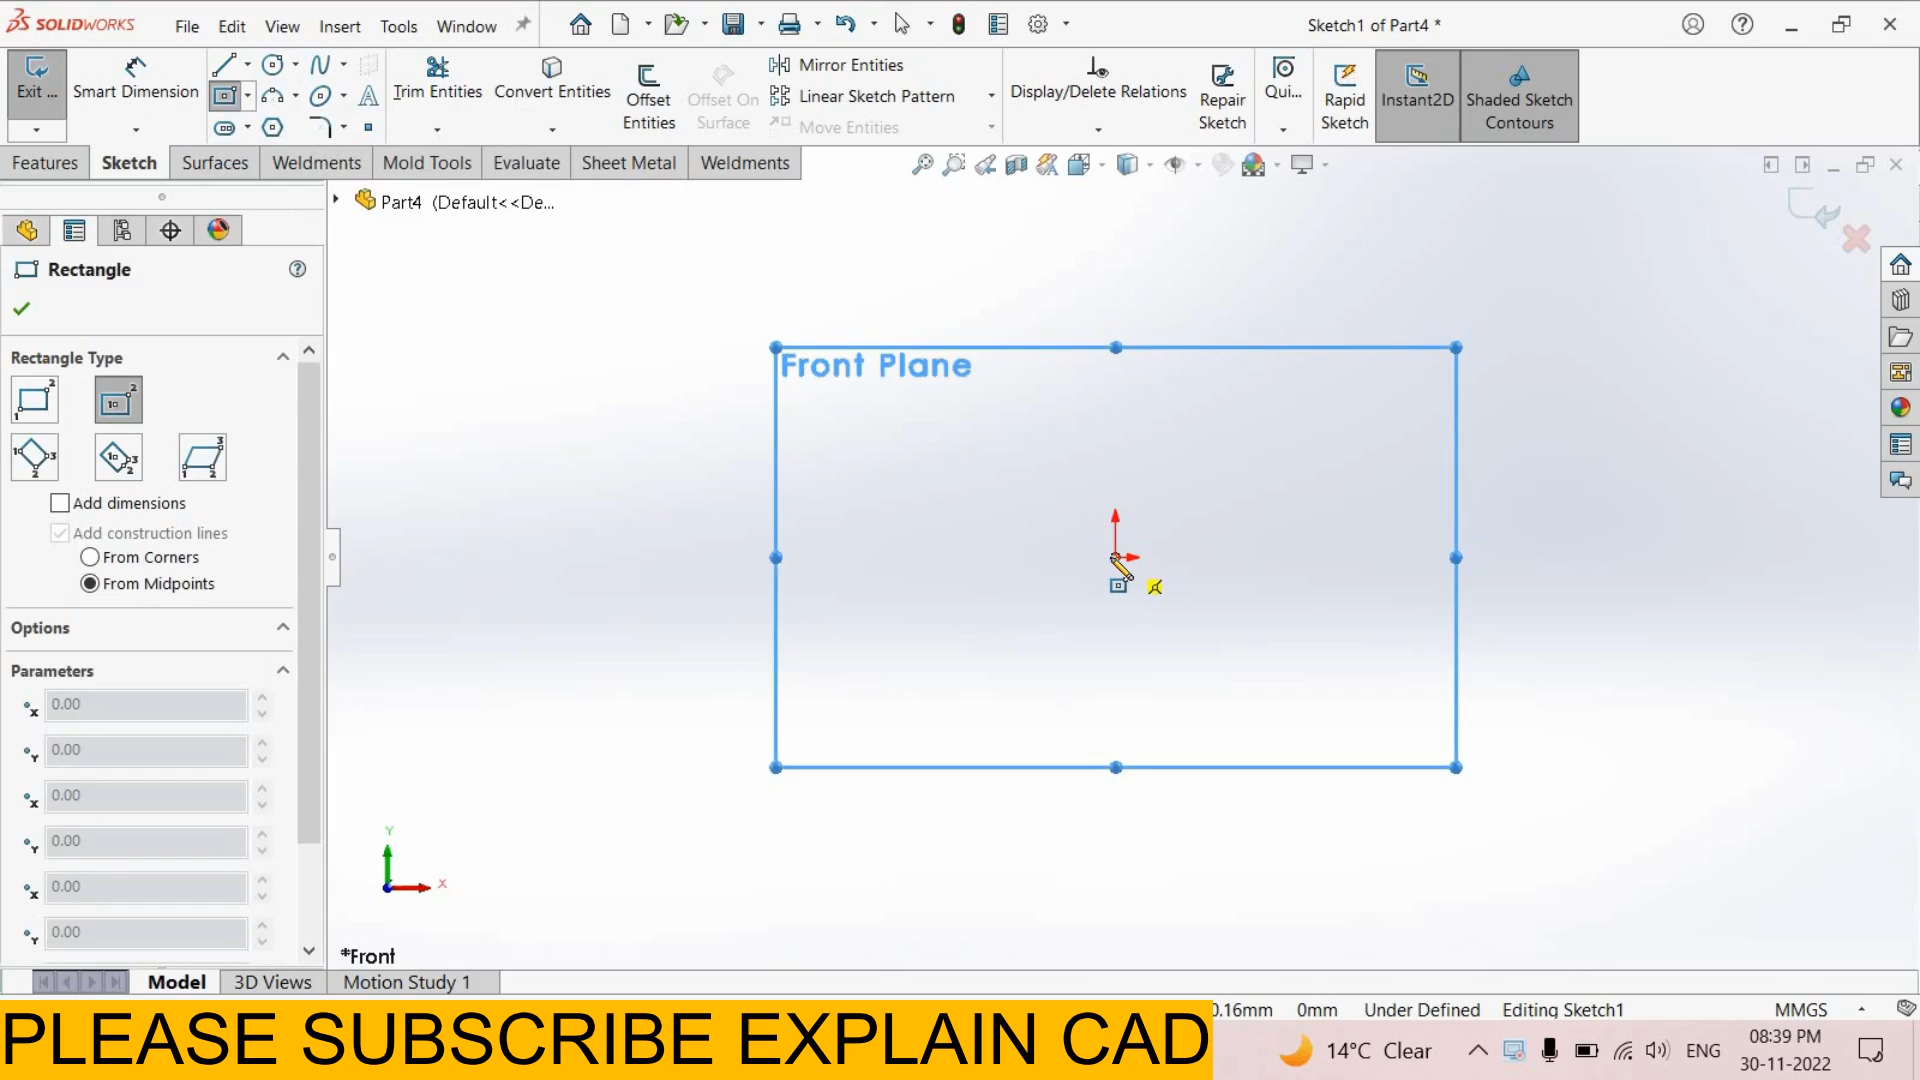 SOLIDWORKS File Edit View Insert Tools Window Sketch1 of Part4 *
Exit ... Smart Dimension Trim Entities Convert Entities Offset Entities Offset On Surface Mirror Entities Linear Sketch Pattern Move Entities Display/Delete Relations Repair Sketch Qui... Rapid Sketch Instant2D Shaded Sketch Contours
Features Sketch Surfaces Weldments Mold Tools Evaluate Sheet Metal Weldments
Part4 (Default<<De...
Rectangle
Rectangle Type
Add dimensions
Add construction lines
From Corners
From Midpoints
Options
Parameters
0.00
0.00
0.00
0.00
0.00
0.00
Front Plane
Y
X
*Front
Model 3D Views Motion Study 1
0.16mm 0mm Under Defined Editing Sketch1 MMGS
PLEASE SUBSCRIBE EXPLAIN CAD
14°C Clear ENG 08:39 PM
30-11-2022